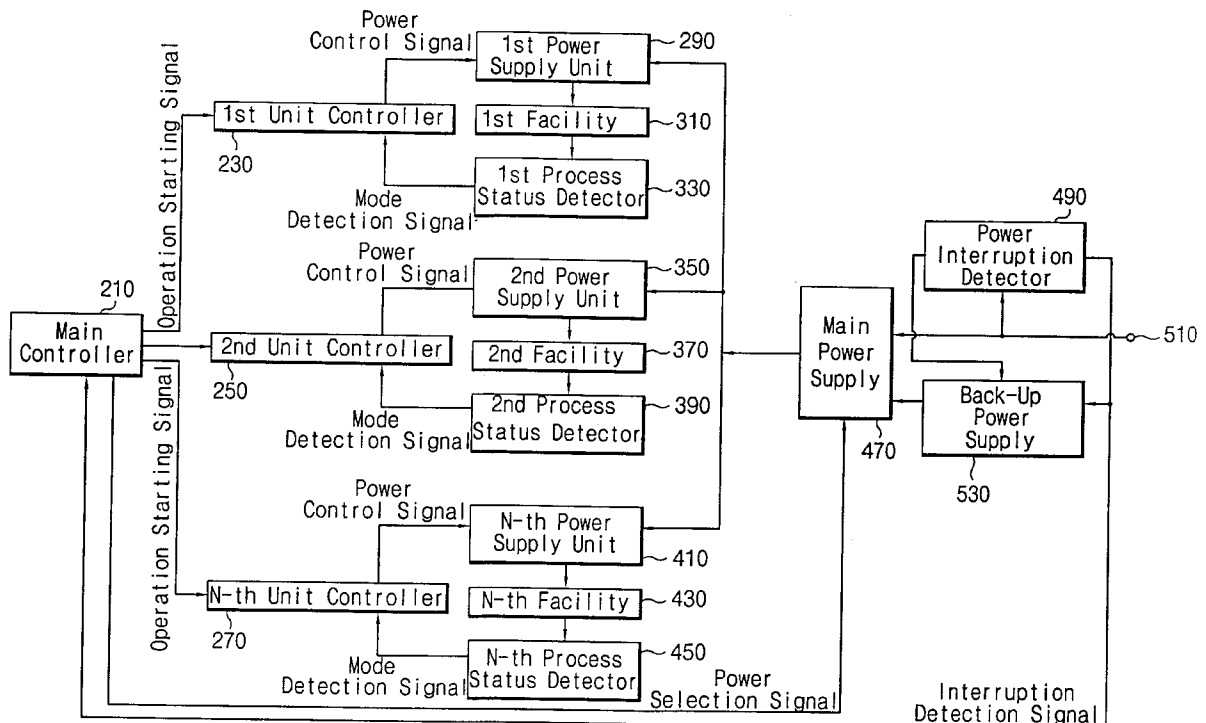 Power
Control Signal
1st Power
Supply Unit
290
Operation Starting Signal
1st Unit Controller
230
1st Facility
310
1st Process
Status Detector
330
Mode
Detection Signal
490
Power
Interruption
Detector
Power
Control Signal
2nd Power
Supply Unit
350
210
Main
Controller
2nd Unit Controller
250
2nd Facility
370
2nd Process
Status Detector
390
Mode
Detection Signal
Main
Power
Supply
470
510
Back-Up
Power
Supply
530
Operation Starting Signal
Power
Control Signal
N-th Power
Supply Unit
410
N-th Unit Controller
270
N-th Facility
430
N-th Process
Status Detector
450
Mode
Detection Signal
Power
Selection Signal
Interruption
Detection Signal